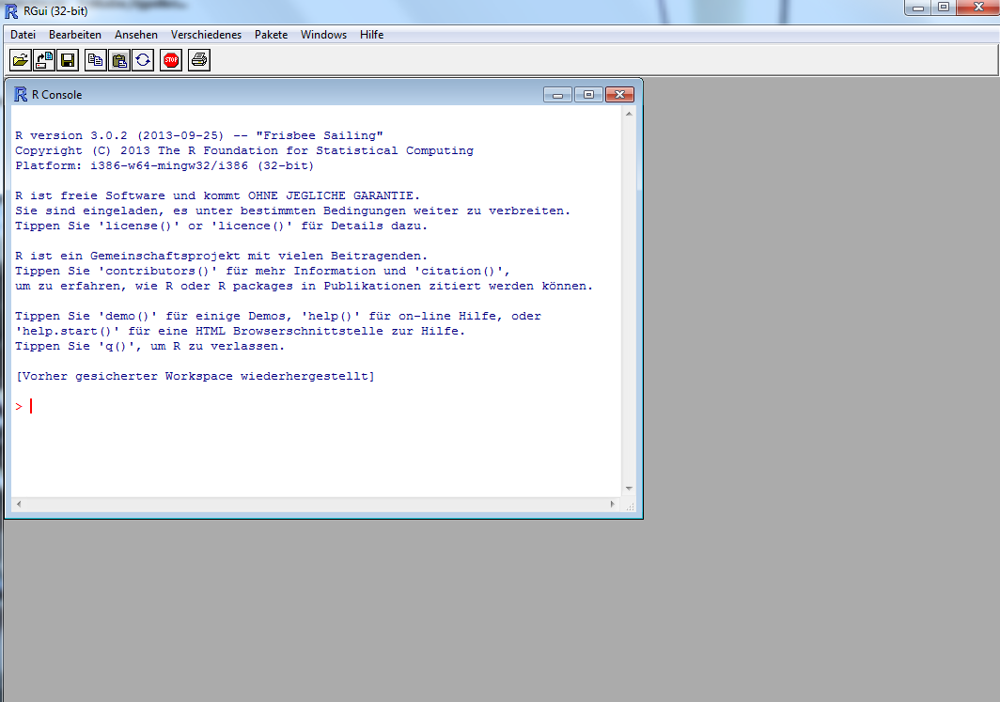 RGui (32-bit)
Datei Bearbeiten Ansehen Verschiedenes Pakete Windows Hilfe
STOP
R Console
R version 3.0.2 (2013-09-25) -- "Frisbee Sailing"
Copyright (C) 2013 The R Foundation for Statistical Computing
Platform: i386-w64-mingw32/i386 (32-bit)
R ist freie Software und kommt OHNE JEGLICHE GARANTIE.
Sie sind eingeladen, es unter bestimmten Bedingungen weiter zu verbreiten.
Tippen Sie 'license()' or 'licence()' für Details dazu.
R ist ein Gemeinschaftsprojekt mit vielen Beitragenden.
Tippen Sie 'contributors()' für mehr Information und 'citation()',
um zu erfahren, wie R oder R packages in Publikationen zitiert werden können.
Tippen Sie 'demo()' für einige Demos, 'help()' für on-line Hilfe, oder
'help.start()' für eine HTML Browserschnittstelle zur Hilfe.
Tippen Sie 'q()', um R zu verlassen.
[Vorher gesicherter Workspace wiederhergestellt]
>